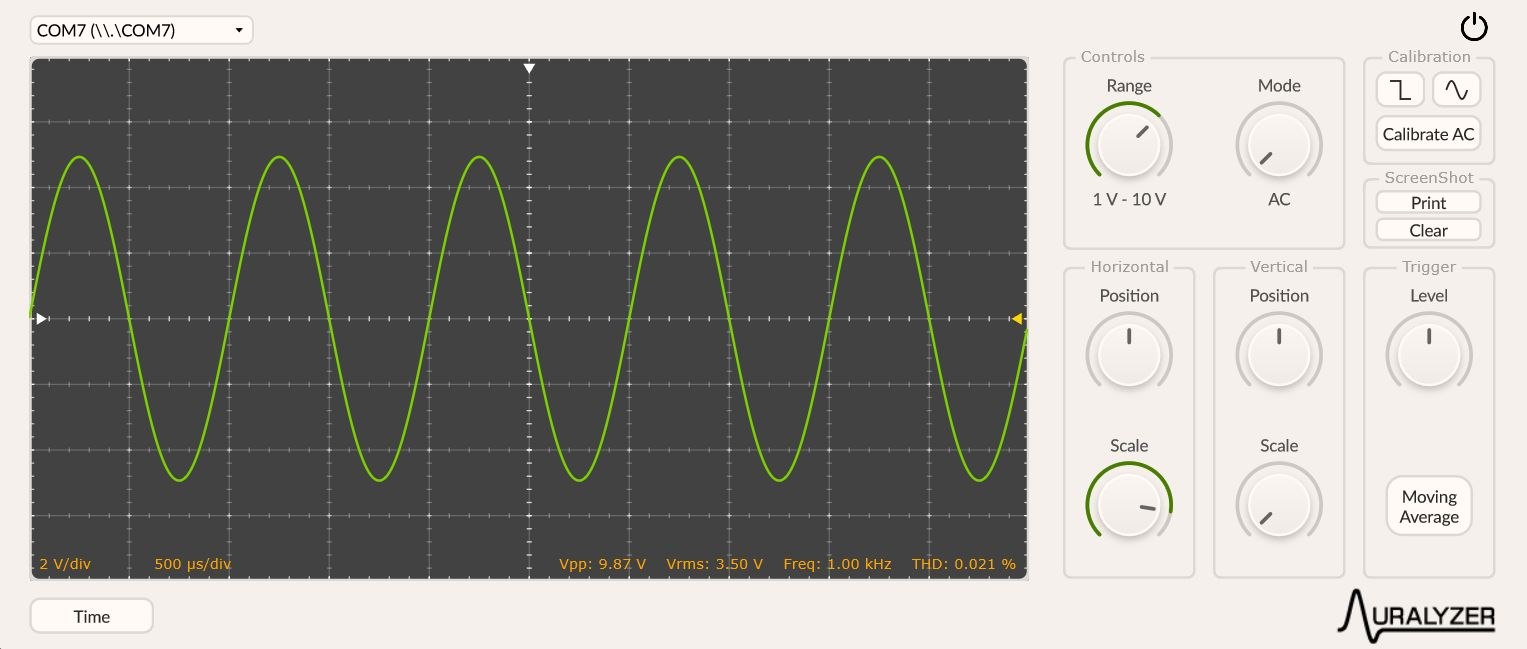 COM7 (\\.\COM7)
Controls
Calibration
Range
Mode
Calibrate AC
1 V - 10 V
AC
ScreenShot
Print
Clear
Horizontal
Vertical
Trigger
Position
Position
Level
Scale
Scale
Moving
Average
2 V/div
500 µs/div
Vpp: 9.87 V
Vrms: 3.50 V
Freq: 1.00 kHz
THD: 0.021 %
Time
AURALYZER